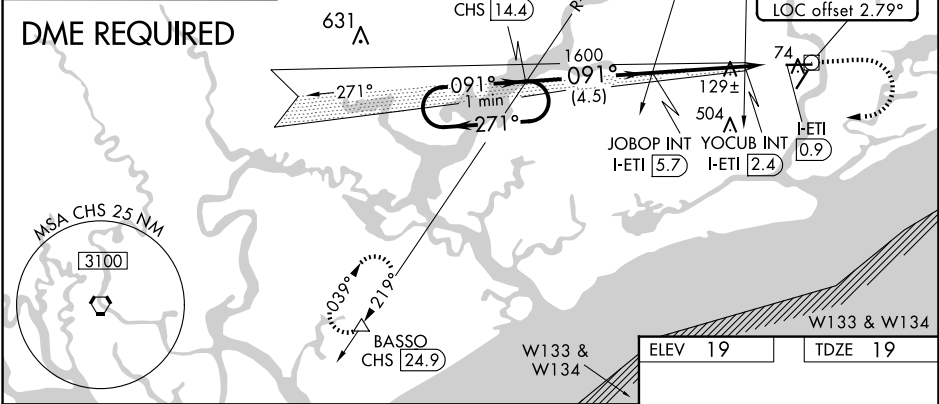 DME REQUIRED
631
CHS 14.4
R-
LOC offset 2.79°
271°
091°
1 min
271°
1600
091°
(4.5)
74
129±
504
JOBOP INT
I-ETI 5.7
YOCUB INT
I-ETI 2.4
I-ETI
0.9
MSA CHS 25 NM
3100
039°
219°
BASSO
CHS 24.9
W133 &
W134
W133 & W134
ELEV 19
TDZE 19